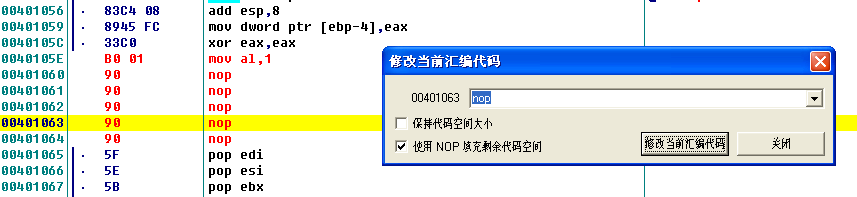 00401056 . 83C4 08 add esp,8
00401059 . 8945 FC mov dword ptr [ebp-4],eax
0040105C . 33C0 xor eax,eax
0040105E B0 01 mov al,1
00401060 90 nop
00401061 90 nop
00401062 90 nop
00401063 90 nop
00401064 90 nop
00401065 . 5F pop edi
00401066 . 5E pop esi
00401067 . 5B pop ebx
修改当前汇编代码
00401063 nop
保持代码空间大小
使用 NOP 填充剩余代码空间
修改当前汇编代码 关闭